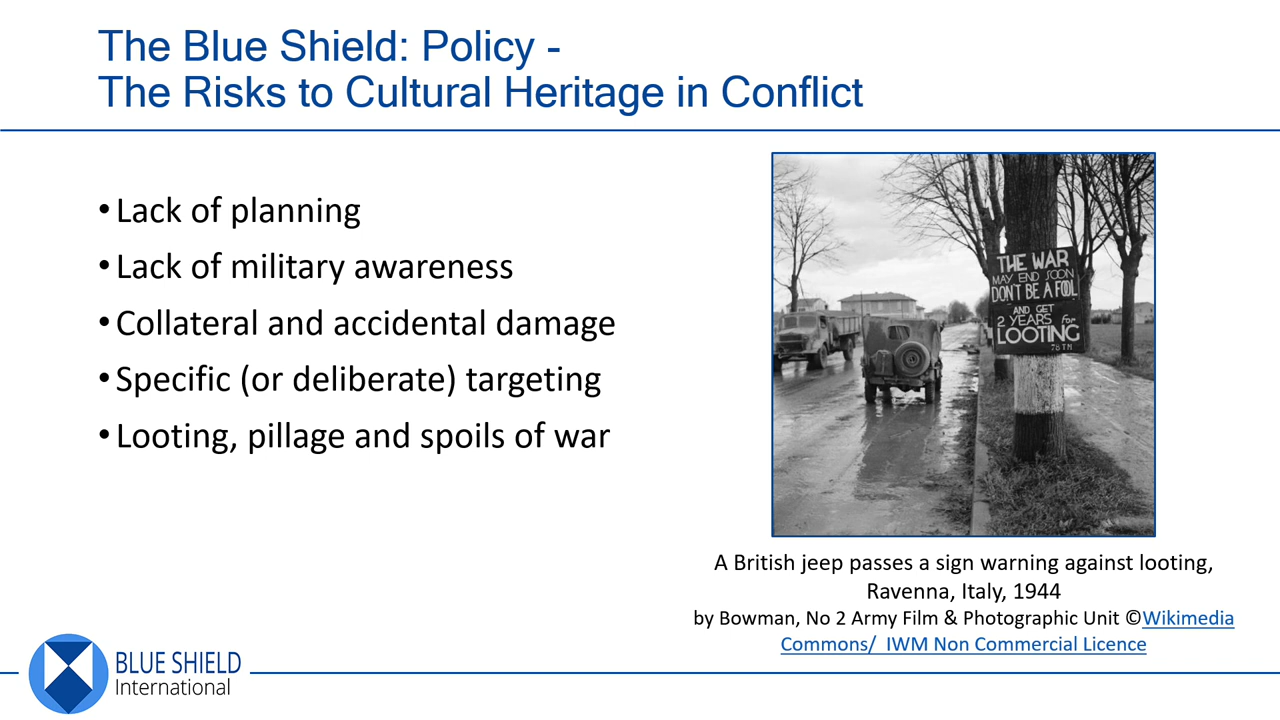 The Blue Shield: Policy -
The Risks to Cultural Heritage in Conflict
• Lack of planning
• Lack of military awareness
• Collateral and accidental damage
• Specific (or deliberate) targeting
• Looting, pillage and spoils of war
THE WAR
MAY END SOON
DON'T BE A FOOL
AND GET
2 YEARS for
LOOTING
78TH
A British jeep passes a sign warning against looting,
Ravenna, Italy, 1944
by Bowman, No 2 Army Film & Photographic Unit ©Wikimedia
Commons/ IWM Non Commercial Licence
BLUE SHIELD
International